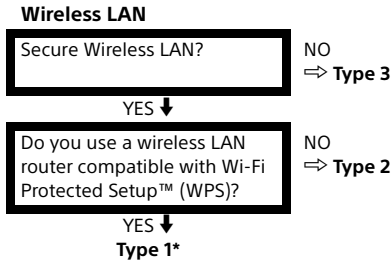 Wireless LAN
Secure Wireless LAN?
NO
⇨ Type 3
YES ⬇
Do you use a wireless LAN
router compatible with Wi-Fi
Protected Setup™ (WPS)?
NO
⇨ Type 2
YES ⬇
Type 1*